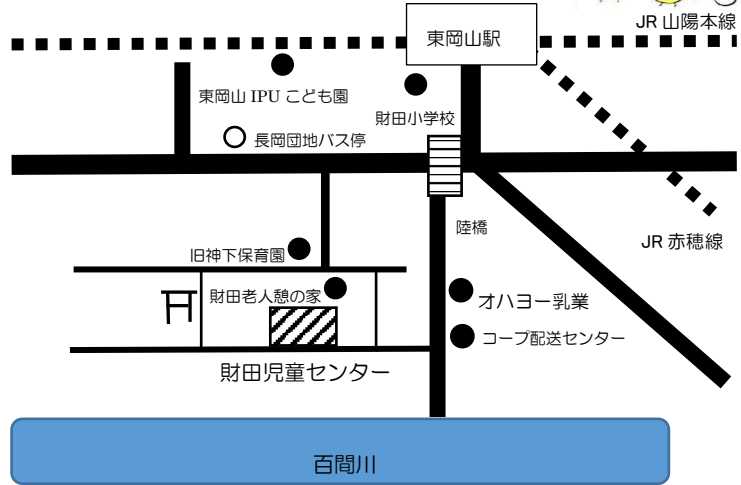 JR 山陽本線
東岡山駅
東岡山 IPU こども園
財田小学校
長岡団地バス停
陸橋
JR 赤穂線
旧神下保育園
財田老人憩の家
オハヨー乳業
コープ配送センター
財田児童センター
百間川